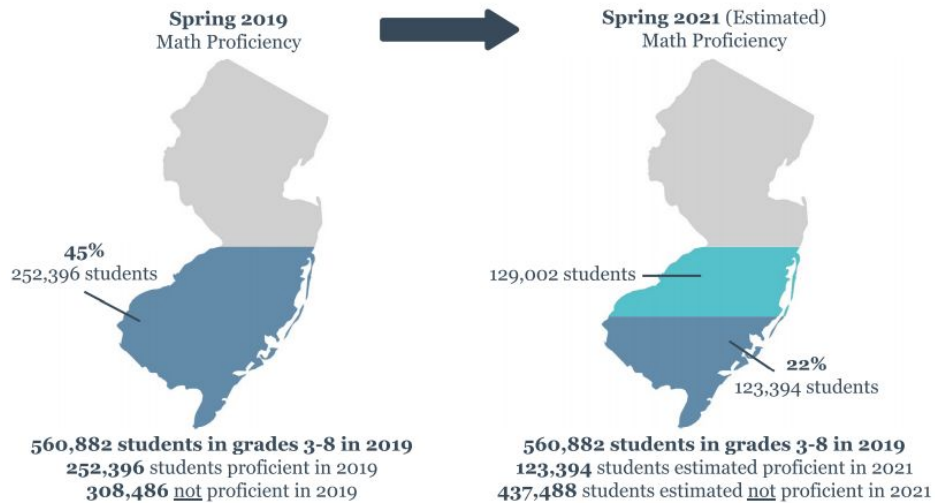 Spring 2019
Math Proficiency
45%
252,396 students
560,882 students in grades 3-8 in 2019
252,396 students proficient in 2019
308,486 not proficient in 2019
Spring 2021 (Estimated)
Math Proficiency
129,002 students
22%
123,394 students
560,882 students in grades 3-8 in 2019
123,394 students estimated proficient in 2021
437,488 students estimated not proficient in 2021